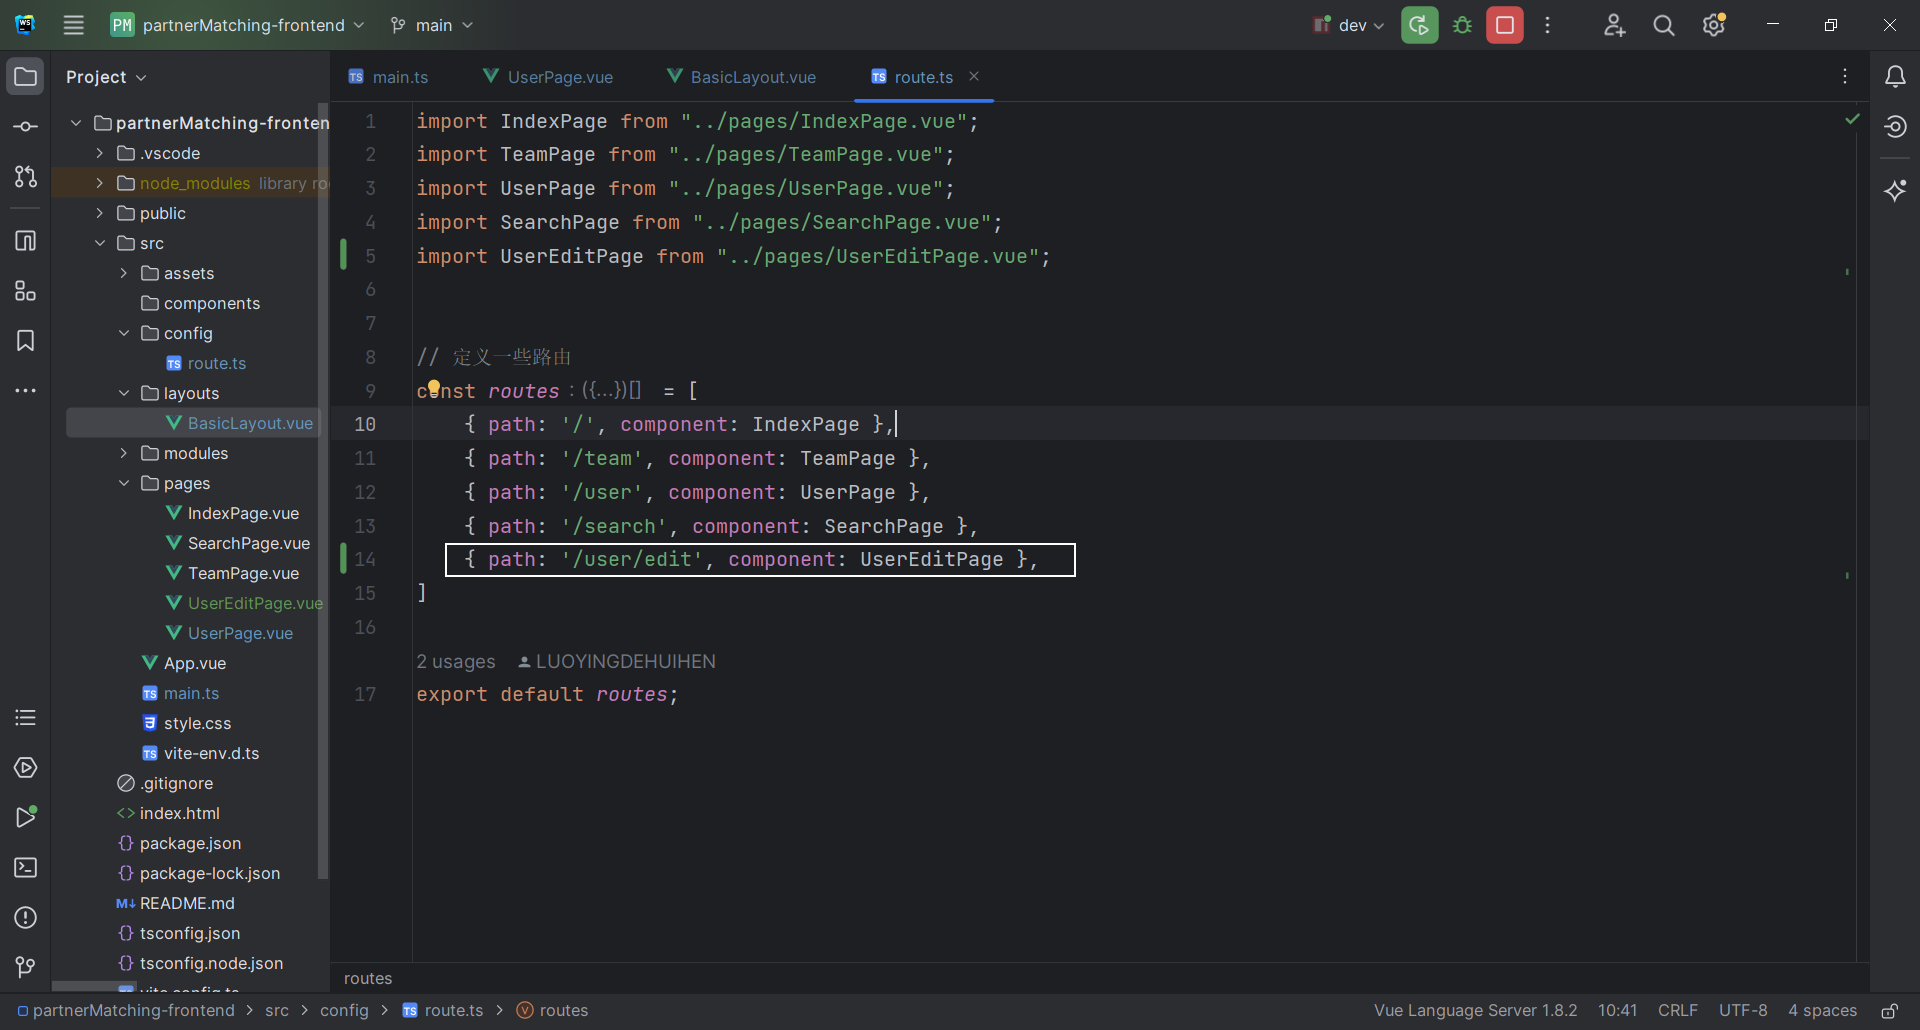 PM partnerMatching-frontend main dev
Project
main.ts UserPage.vue BasicLayout.vue route.ts
partnerMatching-fronten
.vscode
node_modules library ro
public
src
assets
components
config
route.ts
layouts
BasicLayout.vue
modules
pages
IndexPage.vue
SearchPage.vue
TeamPage.vue
UserEditPage.vue
UserPage.vue
App.vue
main.ts
style.css
vite-env.d.ts
.gitignore
index.html
package.json
package-lock.json
README.md
tsconfig.json
tsconfig.node.json
vite.config.ts
1 import IndexPage from "../pages/IndexPage.vue";
2 import TeamPage from "../pages/TeamPage.vue";
3 import UserPage from "../pages/UserPage.vue";
4 import SearchPage from "../pages/SearchPage.vue";
5 import UserEditPage from "../pages/UserEditPage.vue";
6
7
8 // 定义一些路由
9 const routes : ({...})[] = [
10 { path: '/', component: IndexPage },
11 { path: '/team', component: TeamPage },
12 { path: '/user', component: UserPage },
13 { path: '/search', component: SearchPage },
14 { path: '/user/edit', component: UserEditPage },
15 ]
16
2 usages LUOYINGDEHUIHEN
17 export default routes;
routes
partnerMatching-frontend > src > config > route.ts > routes Vue Language Server 1.8.2 10:41 CRLF UTF-8 4 spaces